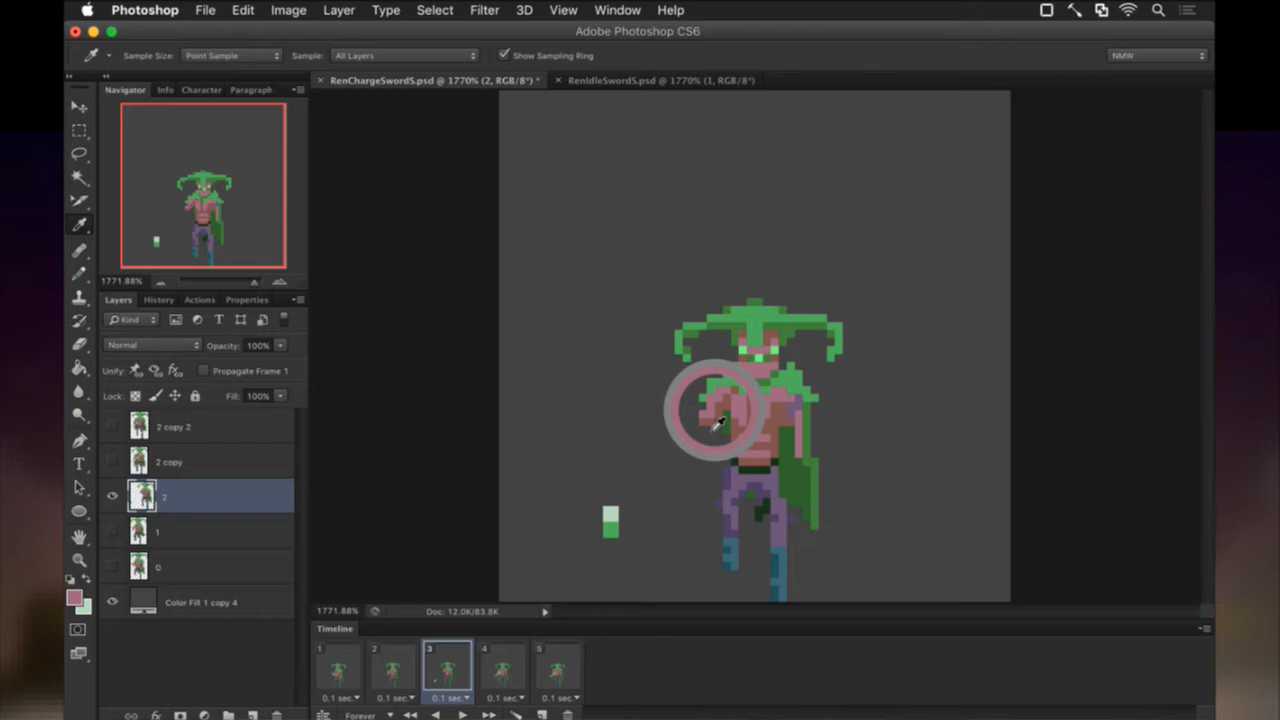 Photoshop File Edit Image Layer Type Select Filter 3D View Window Help
Adobe Photoshop CS6
Sample Size: Point Sample Sample: All Layers Show Sampling Ring NMW
RenChargeSwordS.psd @ 1770% (2, RGB/8*) * RenIdleSwordS.psd @ 1770% (1, RGB/8*)
Navigator Info Character Paragraph
1771.88%
Layers History Actions Properties
Kind
Normal Opacity: 100%
Unify: Propagate Frame 1
Lock: Fill: 100%
2 copy 2
2 copy
2
1
0
Color Fill 1 copy 4
1771.88% Doc: 12.0K/83.8K
Timeline
1 2 3 4 5
0.1 sec. 0.1 sec. 0.1 sec. 0.1 sec. 0.1 sec.
Forever